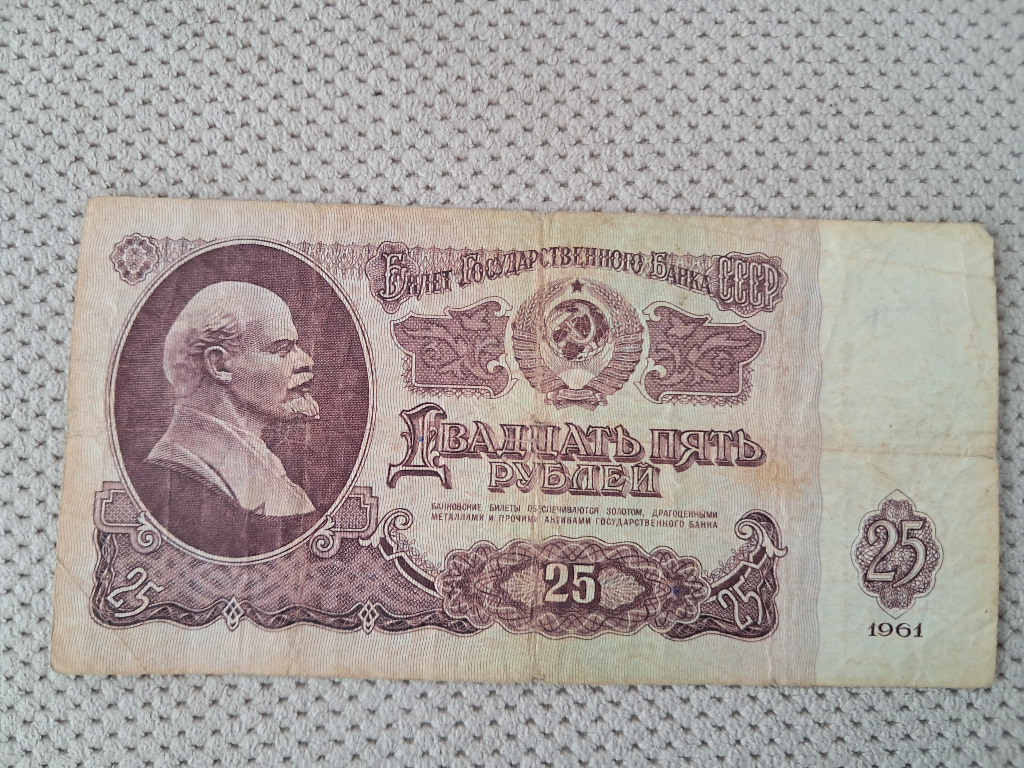 Билет Государственного Банка СССР
Двадцать пять
рублей
БАНКОВСКИЕ БИЛЕТЫ ОБЕСПЕЧИВАЮТСЯ ЗОЛОТОМ, ДРАГОЦЕННЫМИ
МЕТАЛЛАМИ И ПРОЧИМИ АКТИВАМИ ГОСУДАРСТВЕННОГО БАНКА
25
25
25
25
1961